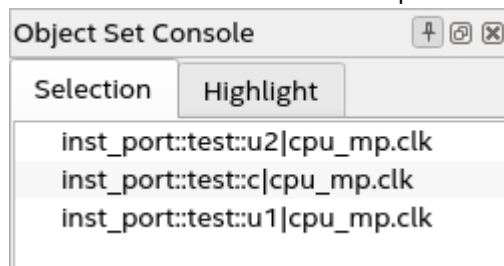 Object Set Console
Selection Highlight
inst_port::test::u2|cpu_mp.clk
inst_port::test::c|cpu_mp.clk
inst_port::test::u1|cpu_mp.clk